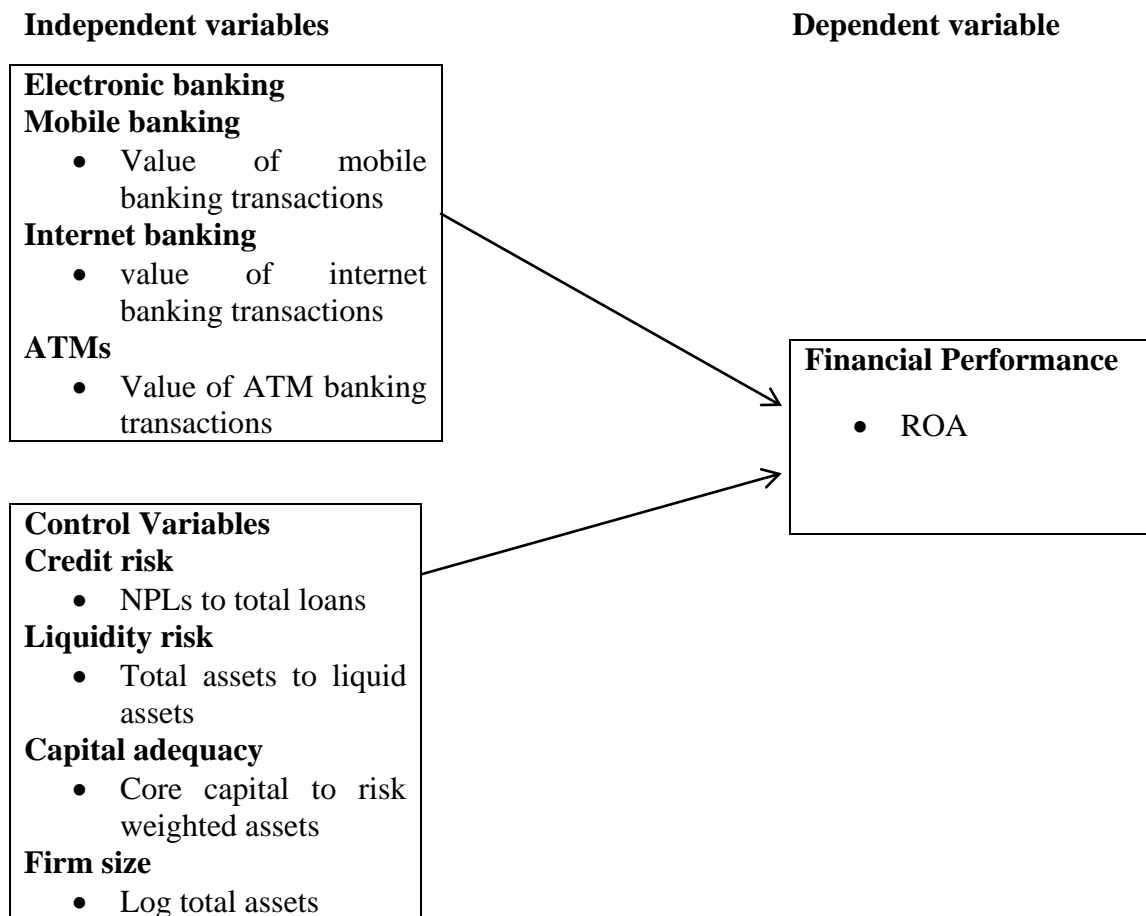 Independent variables
Dependent variable
Electronic banking
Mobile banking
• Value of mobile
banking transactions
Internet banking
• value of internet
banking transactions
ATMs
• Value of ATM banking
transactions
Financial Performance
• ROA
Control Variables
Credit risk
• NPLs to total loans
Liquidity risk
• Total assets to liquid
assets
Capital adequacy
• Core capital to risk
weighted assets
Firm size
• Log total assets